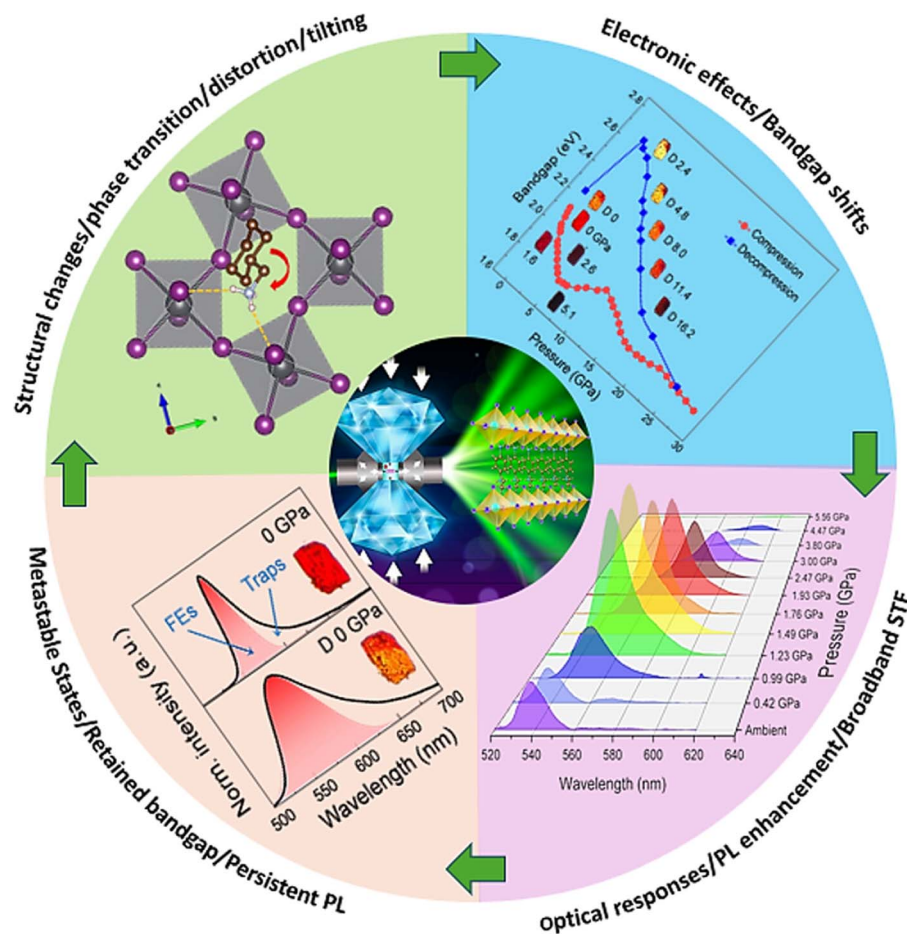 Structural changes/phase transition/distortion/tilting
Electronic effects/Bandgap shifts
Bandgap (eV)
2.8
2.6
2.4
2.2
2.0
1.8
1.6
D 2.4
D 4.8
D 8.0
D 11.4
D 16.2
D 0
0 GPa
1.6
2.6
5.1
Compression
Decompression
0
5
10
15
20
25
30
Pressure (GPa)
5.56 GPa
4.47 GPa
3.80 GPa
3.00 GPa
2.47 GPa
1.93 GPa
1.76 GPa
1.49 GPa
1.23 GPa
0.99 GPa
0.42 GPa
Ambient
Pressure (GPa)
520 540 560 580 600 620 640
Wavelength (nm)
Optical responses/PL enhancement/Broadband STE
0 GPa
Traps
FEs
D 0 GPa
Norm. intensity (a.u.)
500 550 600 650 700
Wavelength (nm)
Metastable States/Retained bandgap/Persistent PL